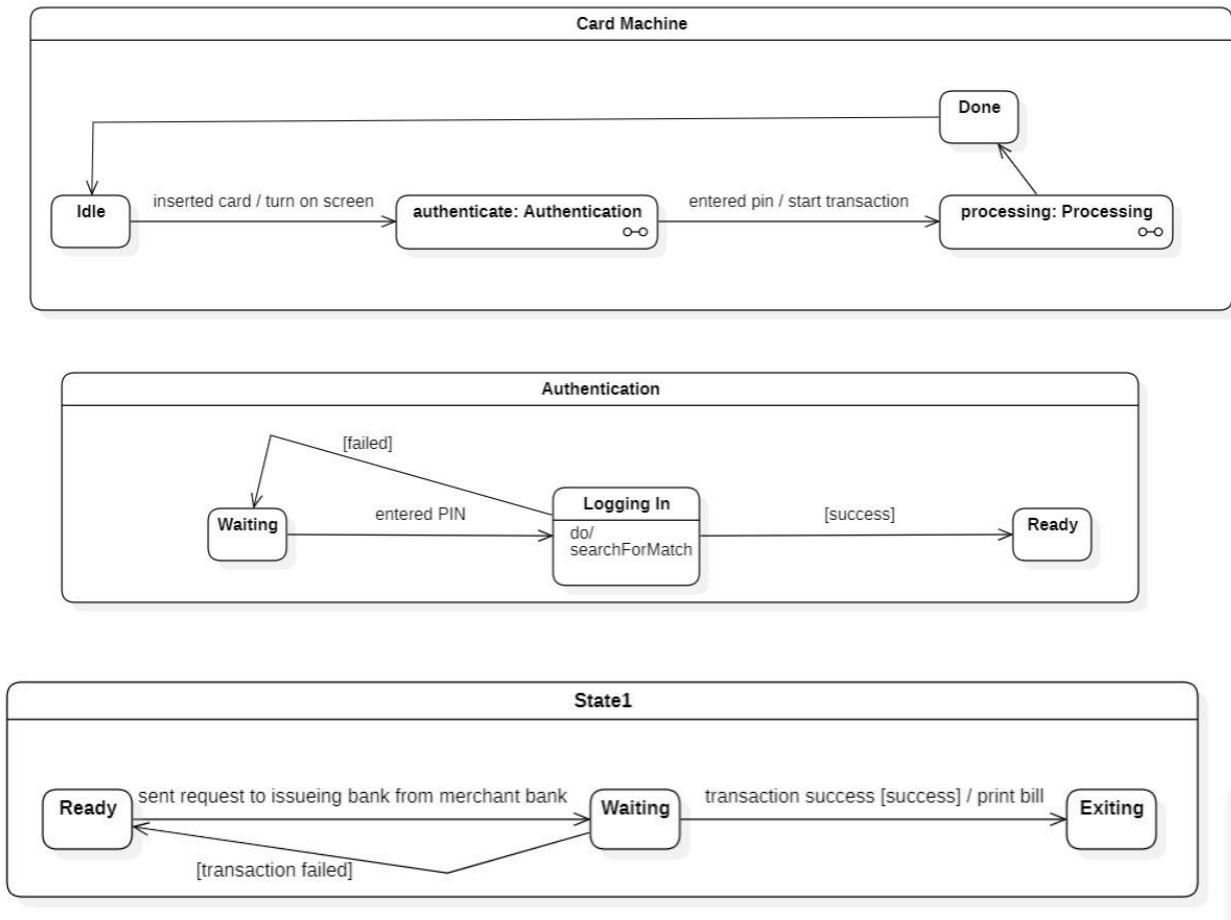 Card Machine
Done
Idle
inserted card / turn on screen
authenticate: Authentication
entered pin / start transaction
processing: Processing
Authentication
[failed]
Waiting
entered PIN
Logging In
do/
searchForMatch
[success]
Ready
State1
Ready
sent request to issueing bank from merchant bank
Waiting
transaction success [success] / print bill
Exiting
[transaction failed]